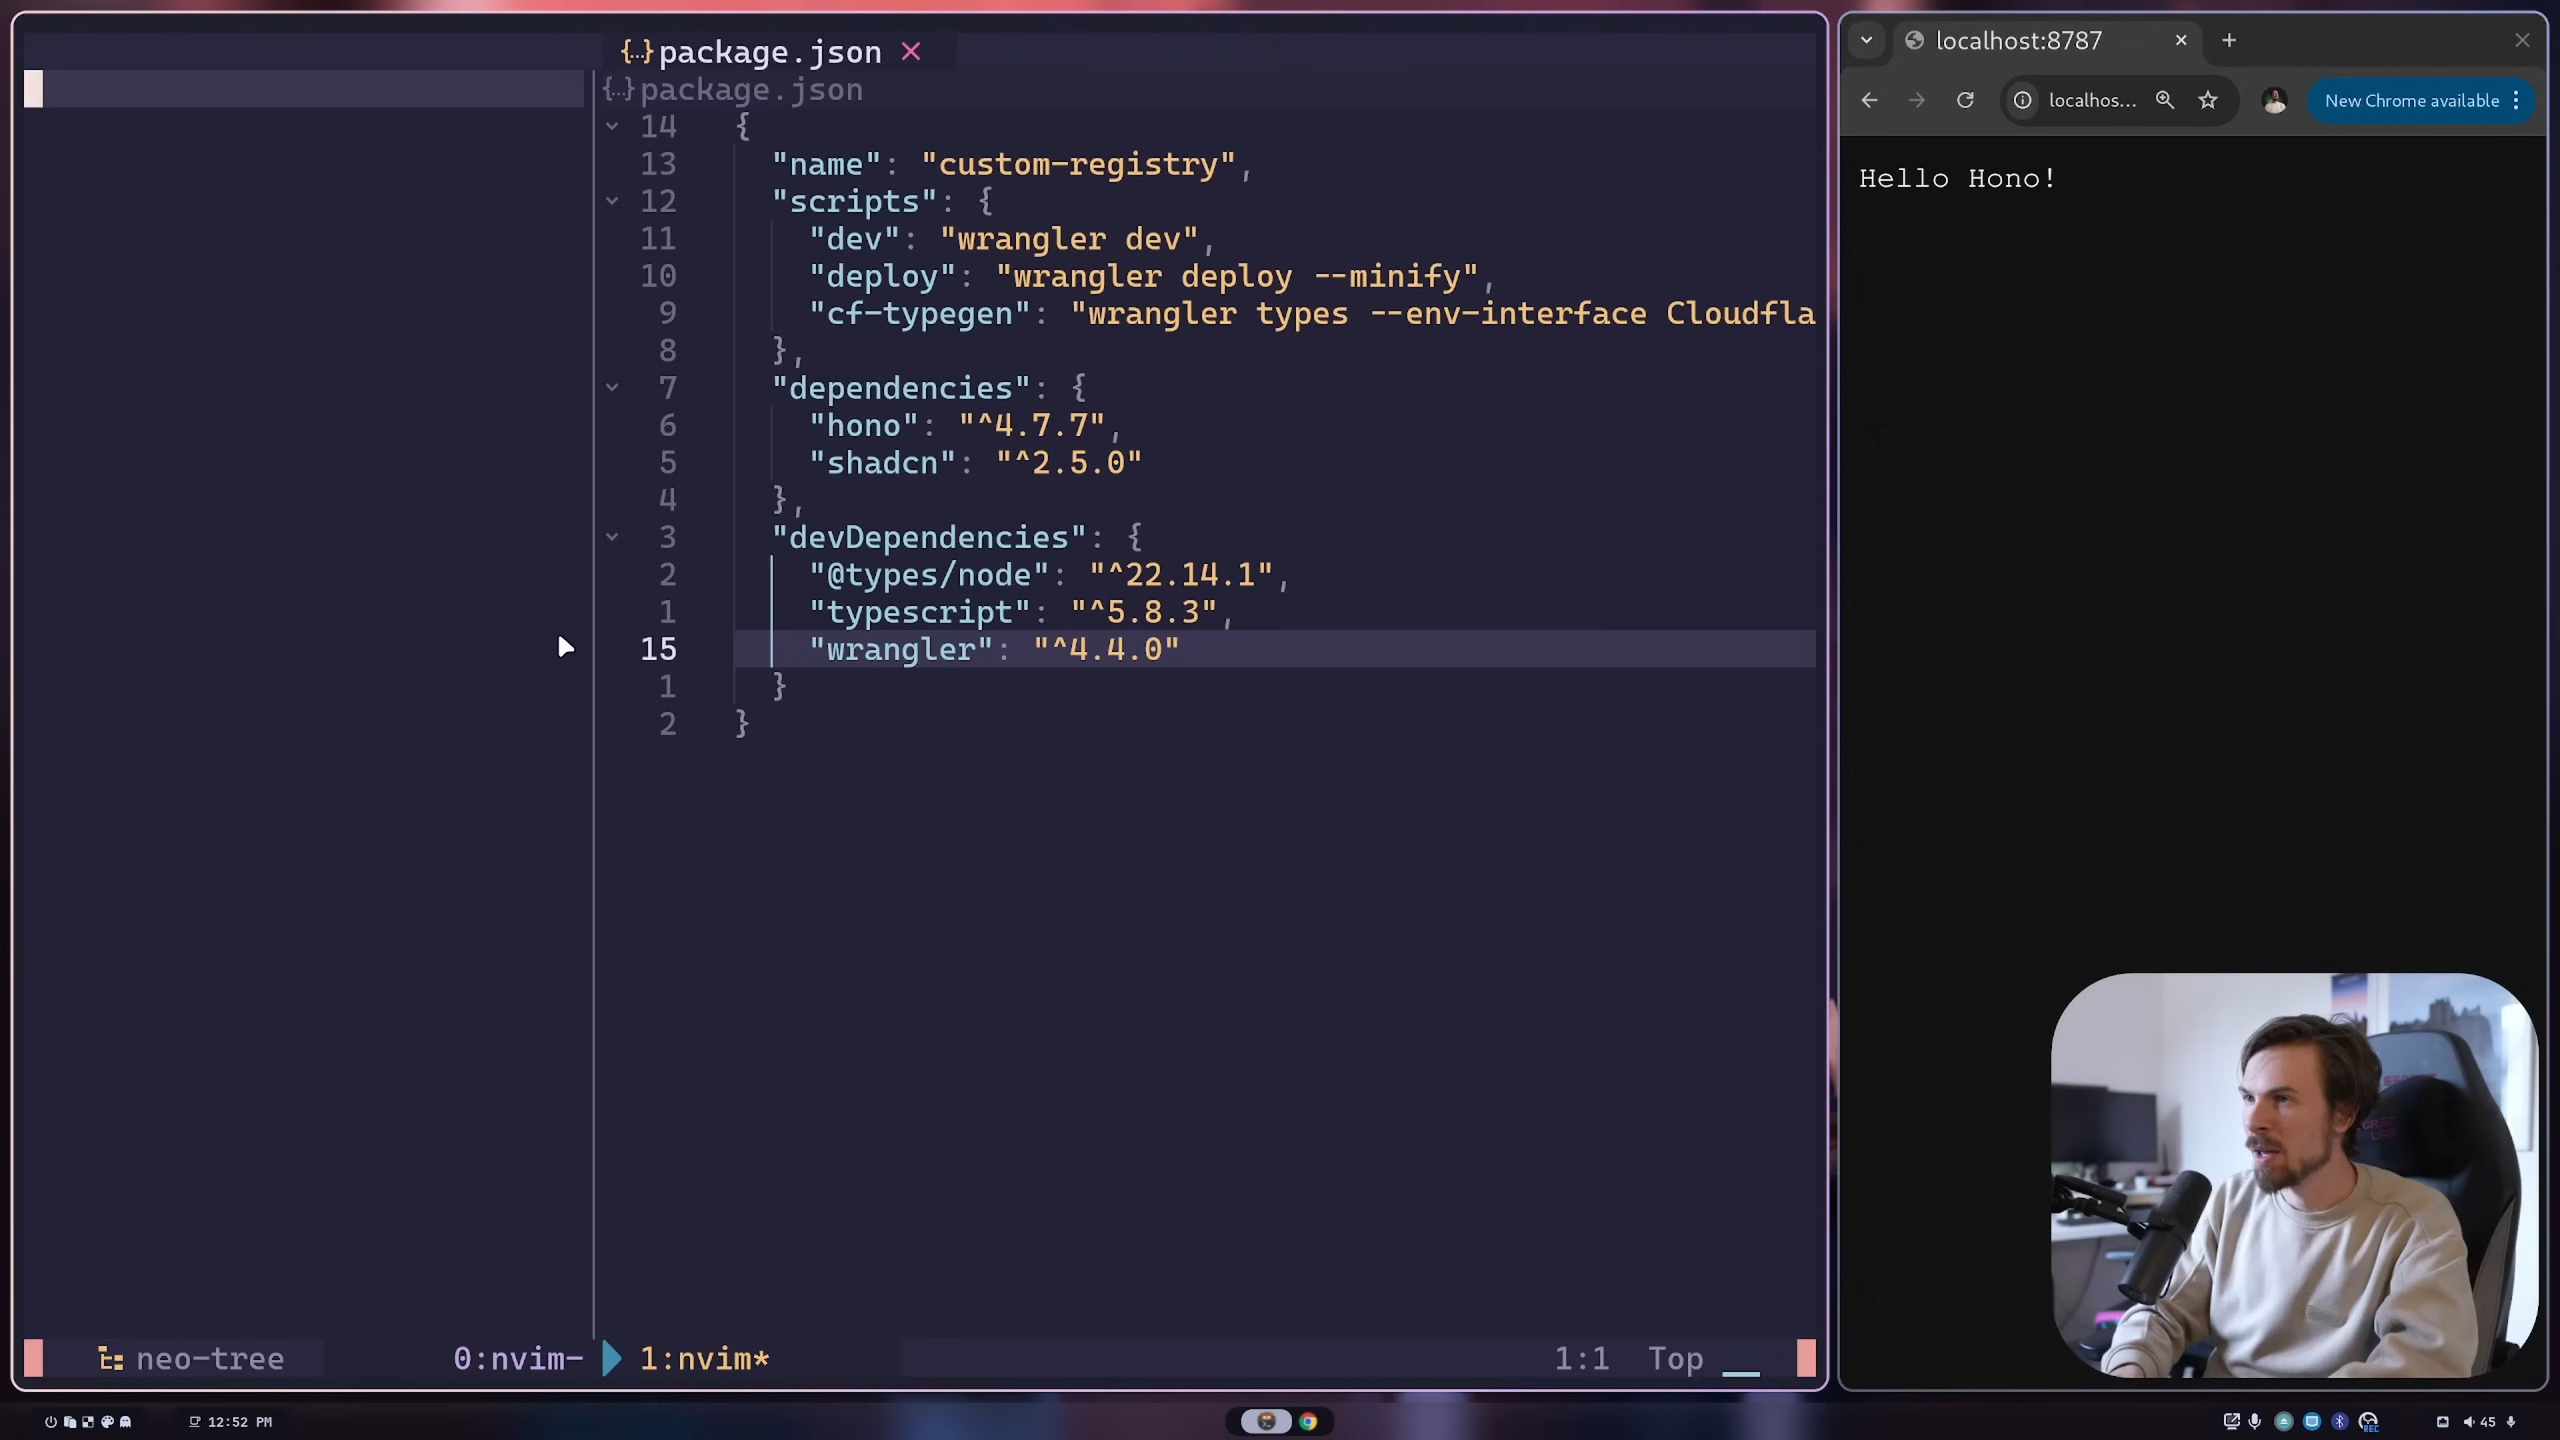 {..} package.json ×
{..} package.json
14 {
13 "name": "custom-registry",
12 "scripts": {
11 "dev": "wrangler dev",
10 "deploy": "wrangler deploy --minify",
9 "cf-typegen": "wrangler types --env-interface Cloudfla
8 },
7 "dependencies": {
6 "hono": "^4.7.7",
5 "shadcn": "^2.5.0"
4 },
3 "devDependencies": {
2 "@types/node": "^22.14.1",
1 "typescript": "^5.8.3",
15 "wrangler": "^4.4.0"
1 }
2 }
neo-tree 0:nvim- 1:nvim* 1:1 Top
localhost:8787
localhos... New Chrome available
Hello Hono!
12:52 PM
REC
45